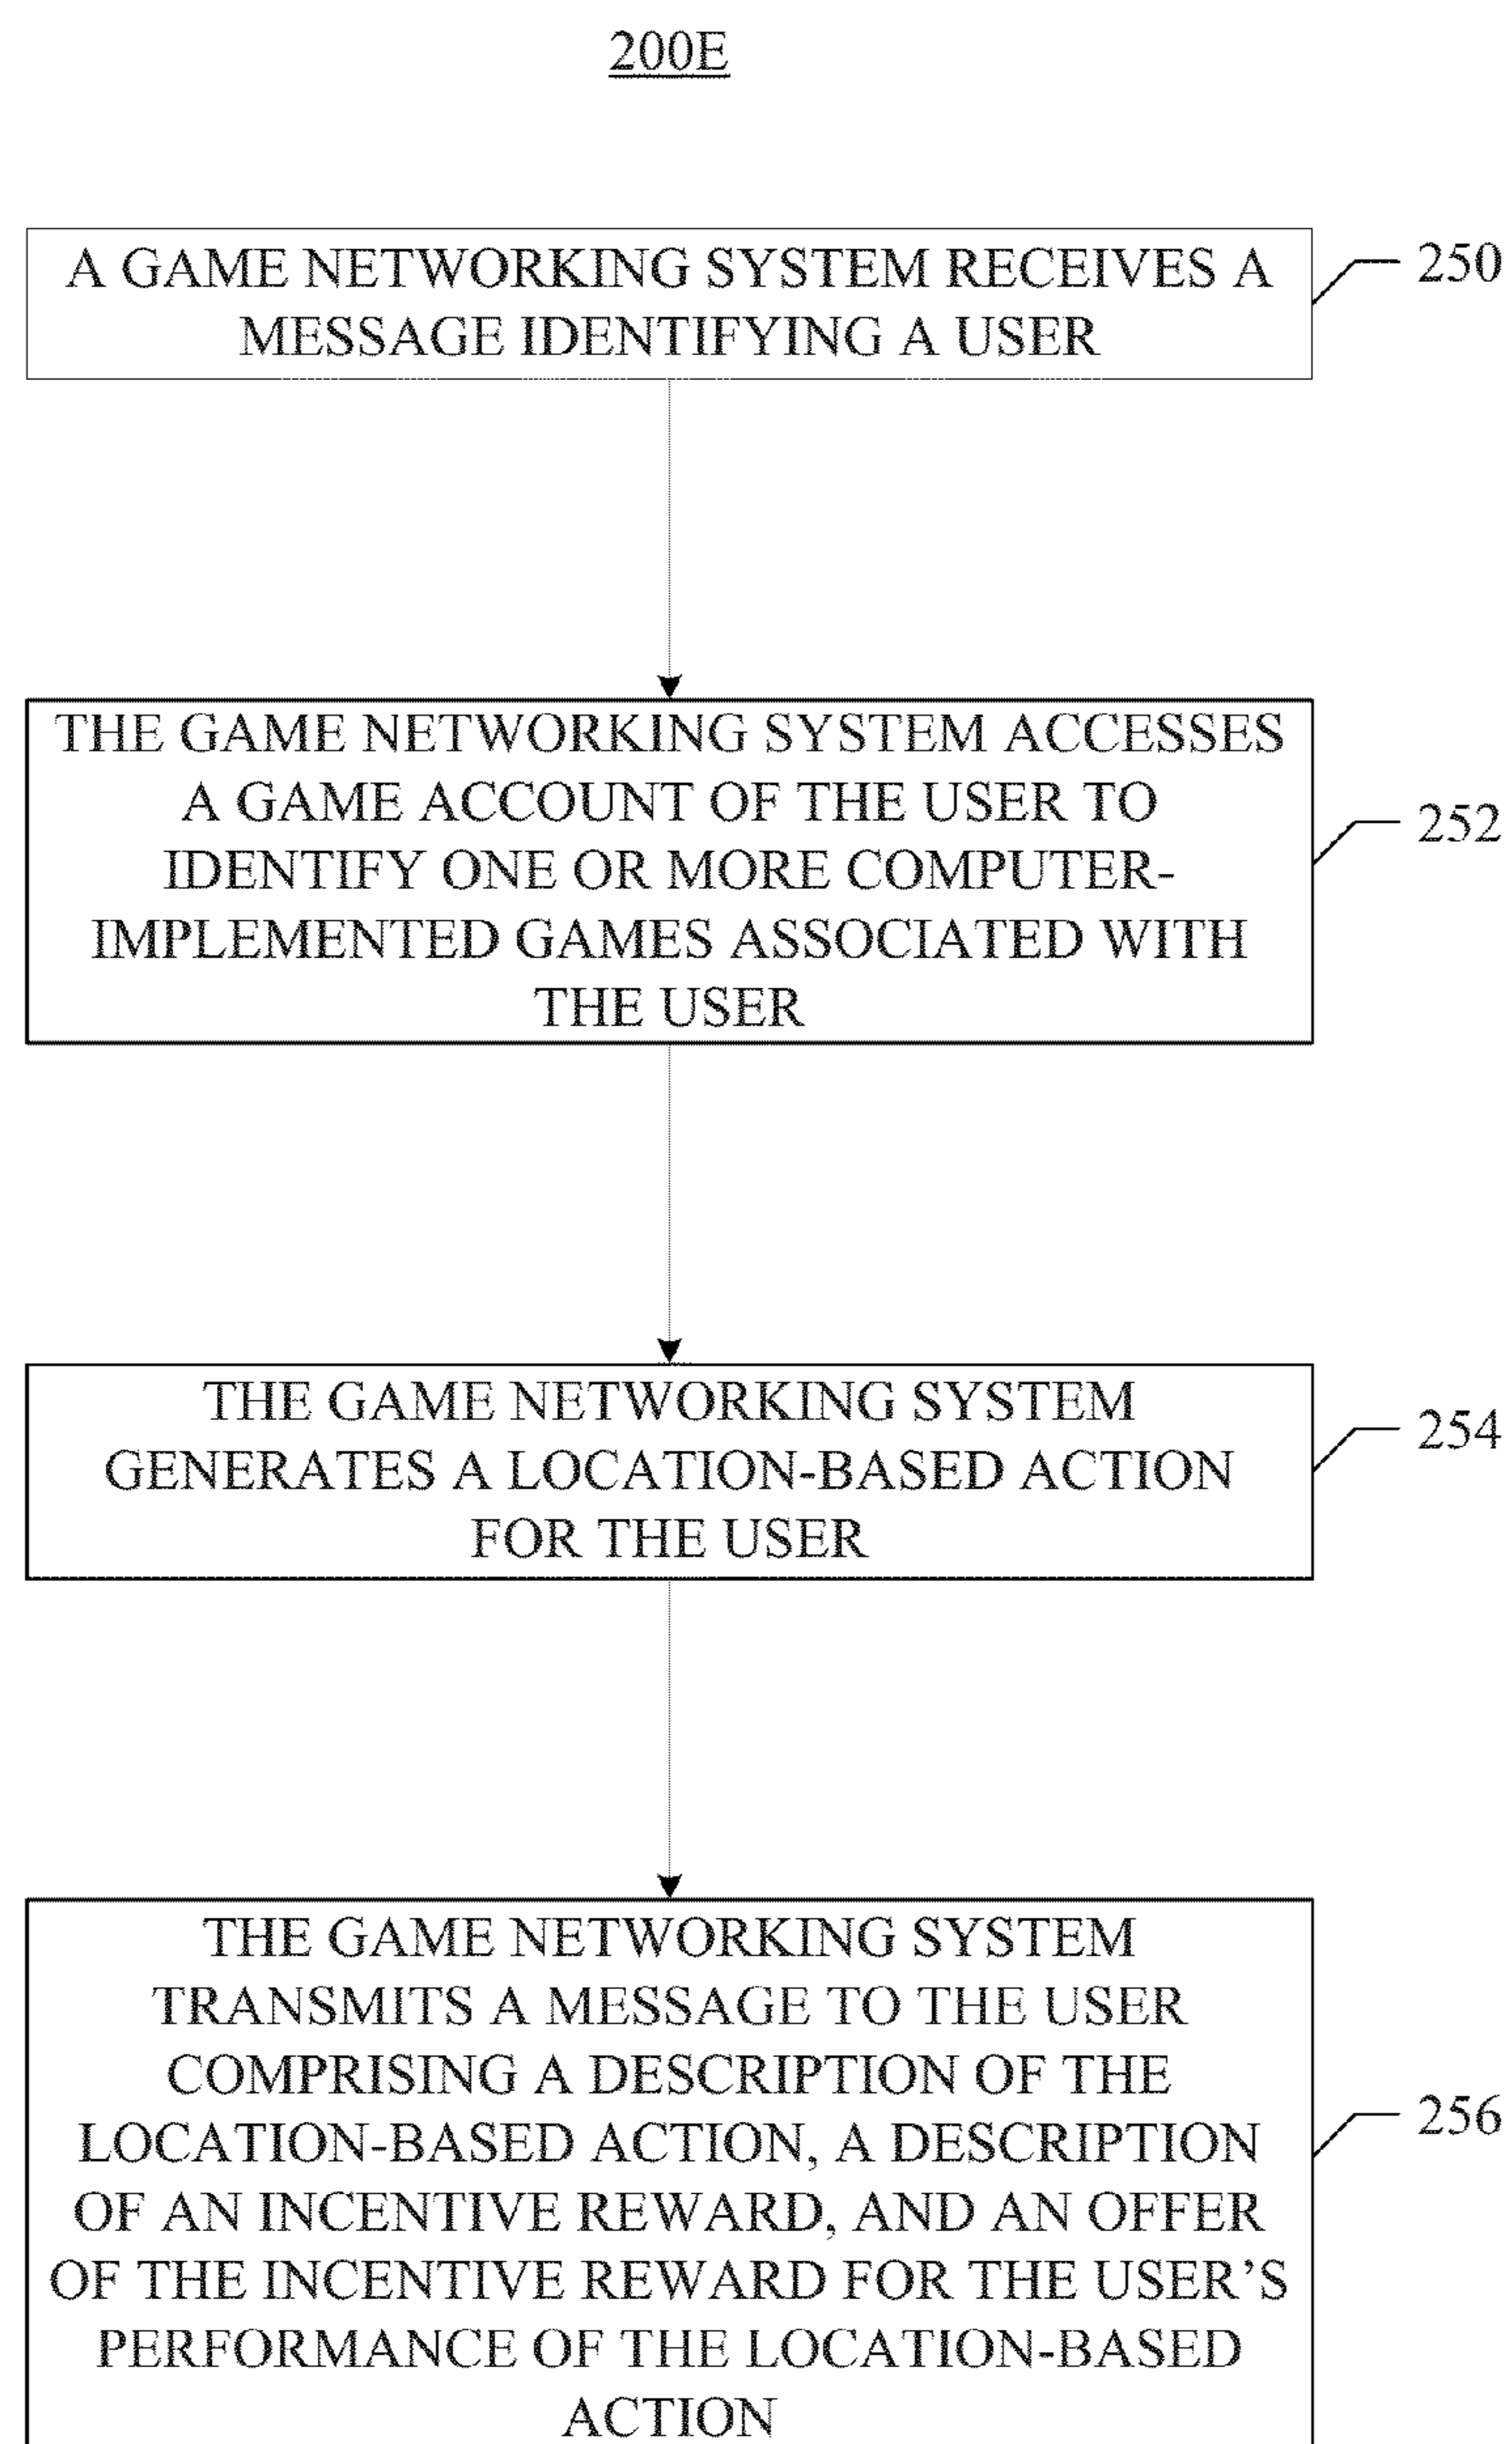 200E
A GAME NETWORKING SYSTEM RECEIVES A
MESSAGE IDENTIFYING A USER
250
THE GAME NETWORKING SYSTEM ACCESSES
A GAME ACCOUNT OF THE USER TO
IDENTIFY ONE OR MORE COMPUTER-
IMPLEMENTED GAMES ASSOCIATED WITH
THE USER
252
THE GAME NETWORKING SYSTEM
GENERATES A LOCATION-BASED ACTION
FOR THE USER
254
THE GAME NETWORKING SYSTEM
TRANSMITS A MESSAGE TO THE USER
COMPRISING A DESCRIPTION OF THE
LOCATION-BASED ACTION, A DESCRIPTION
OF AN INCENTIVE REWARD, AND AN OFFER
OF THE INCENTIVE REWARD FOR THE USER’S
PERFORMANCE OF THE LOCATION-BASED
ACTION
256